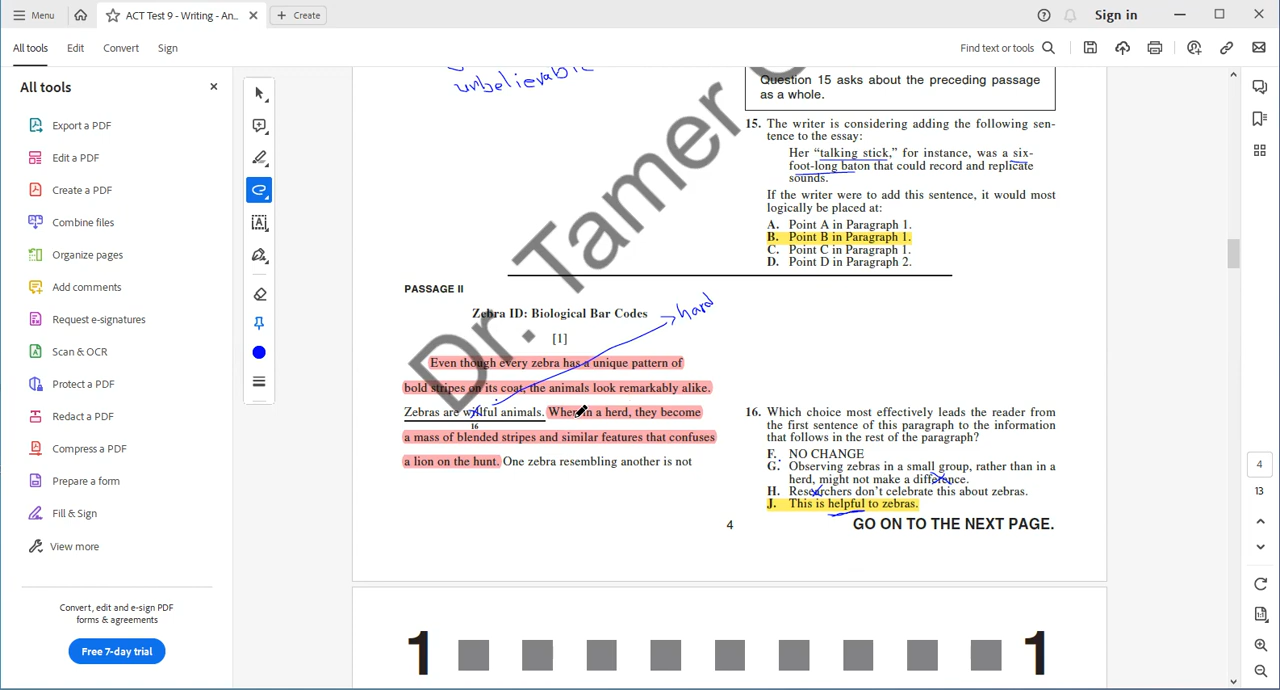 Menu
ACT Test 9 - Writing - An...
Create
Sign in
All tools
Edit
Convert
Sign
Find text or tools
All tools
Export a PDF
Edit a PDF
Create a PDF
Combine files
Organize pages
Add comments
Request e-signatures
Scan & OCR
Protect a PDF
Redact a PDF
Compress a PDF
Prepare a form
Fill & Sign
View more
Convert, edit and e-sign PDF
forms & agreements
Free 7-day trial
unbelievable
Dr. Tamer
PASSAGE II
Zebra ID: Biological Bar Codes
hard
[1]
Even though every zebra has a unique pattern of
bold stripes on its coat, the animals look remarkably alike.
Zebras are willful animals. When in a herd, they become
16
a mass of blended stripes and similar features that confuses
a lion on the hunt. One zebra resembling another is not
Question 15 asks about the preceding passage
as a whole.
15. The writer is considering adding the following sen-
tence to the essay:
Her “talking stick,” for instance, was a six-
foot-long baton that could record and replicate
sounds.
If the writer were to add this sentence, it would most
logically be placed at:
A. Point A in Paragraph 1.
B. Point B in Paragraph 1.
C. Point C in Paragraph 1.
D. Point D in Paragraph 2.
16. Which choice most effectively leads the reader from
the first sentence of this paragraph to the information
that follows in the rest of the paragraph?
F. NO CHANGE
G. Observing zebras in a small group, rather than in a
herd, might not make a difference.
H. Researchers don’t celebrate this about zebras.
J. This is helpful to zebras.
4
GO ON TO THE NEXT PAGE.
1 1
4
13